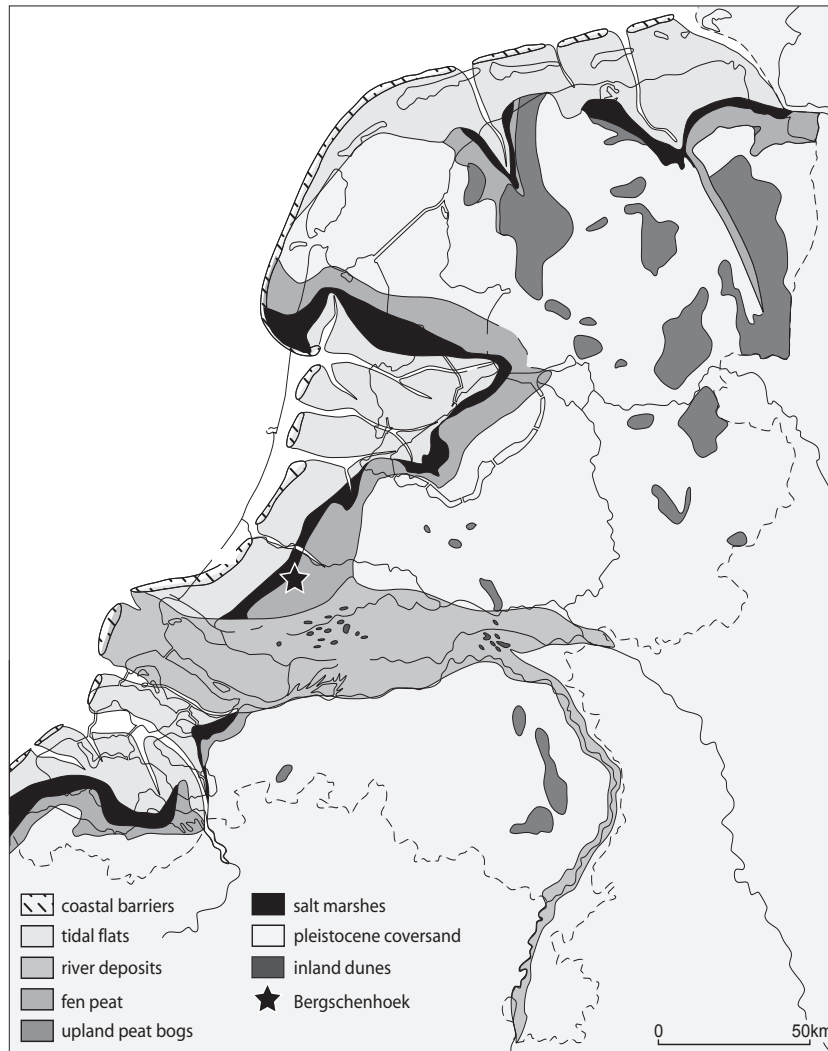 coastal barriers
tidal flats
river deposits
fen peat
upland peat bogs
salt marshes
pleistocene coversand
inland dunes
Bergschenhoek
0 50km